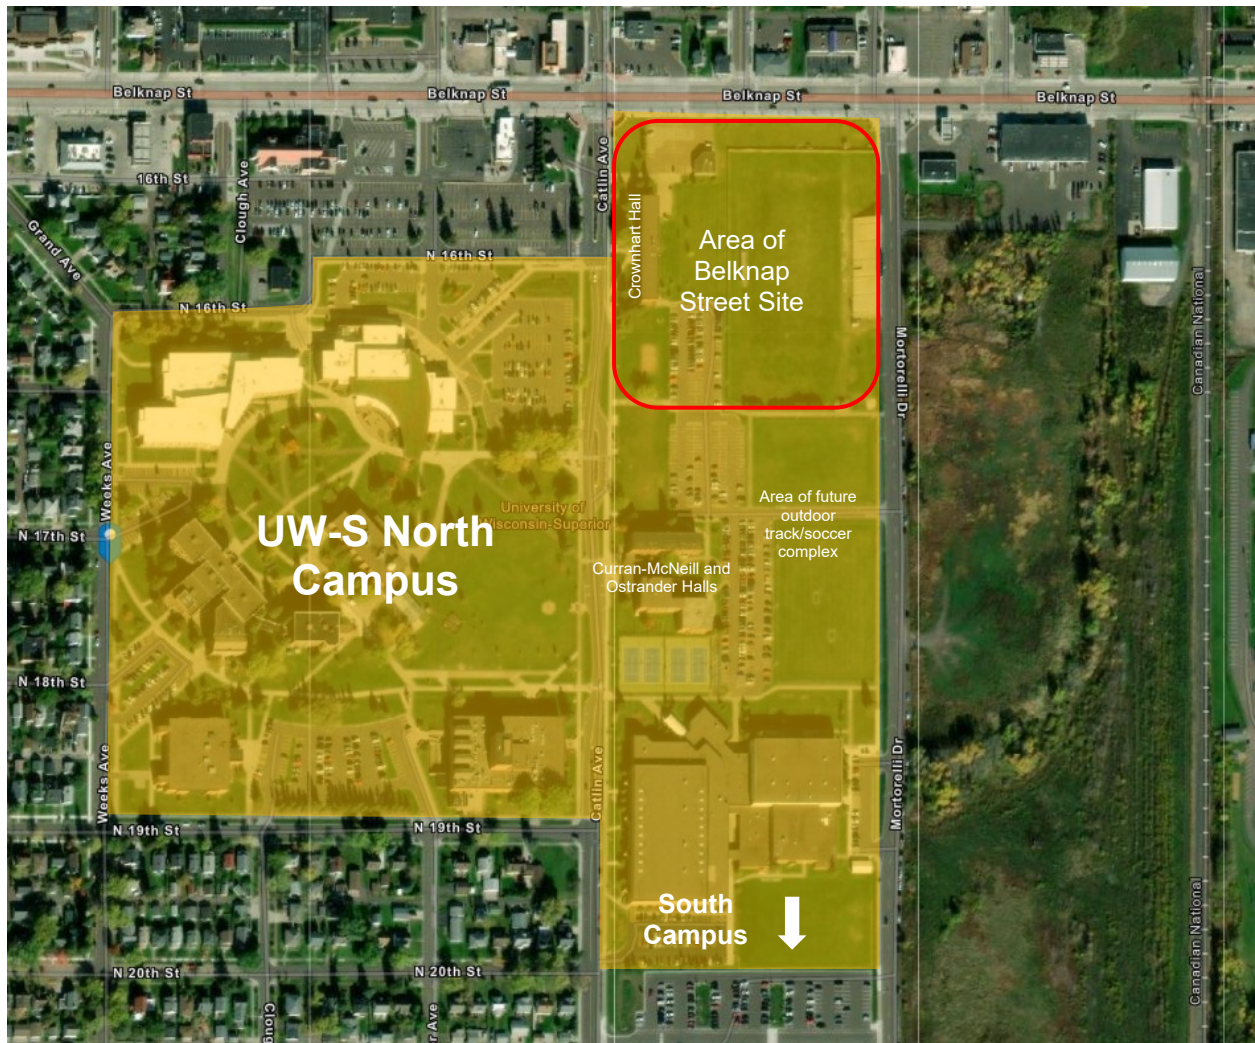 Belknap St
Belknap St
Belknap St
Belknap St
Catlin Ave
16th St
Clough Ave
Grand Ave
N 16th St
N 16th St
Crownhart Hall
Area of
Belknap
Street Site
Canadian National
Mortorelli Dr
Weeks Ave
N 17th St
University of
Wisconsin-Superior
UW-S North
Campus
Area of future
outdoor
track/soccer
complex
Curran-McNeill and
Ostrander Halls
N 18th St
Weeks Ave
Catlin Ave
Mortorelli Dr
N 19th St
N 19th St
South
Campus
N 20th St
N 20th St
Canadian National
Cloug
r Ave